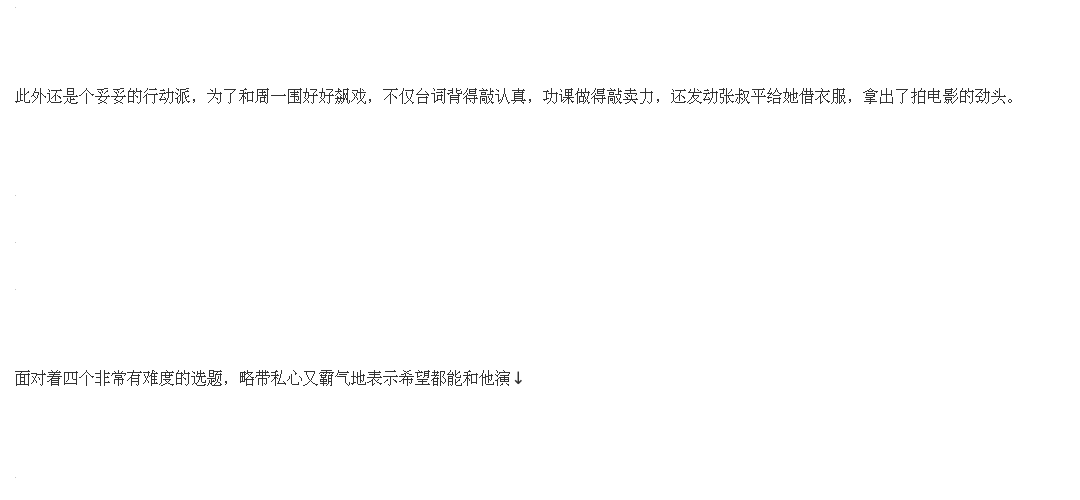 此外还是个妥妥的行动派，为了和周一围好好飙戏，不仅台词背得敲认真，功课做得敲卖力，还发动张叔平给她借衣服，拿出了拍电影的劲头。
面对着四个非常有难度的选题，略带私心又霸气地表示希望都能和他演↓